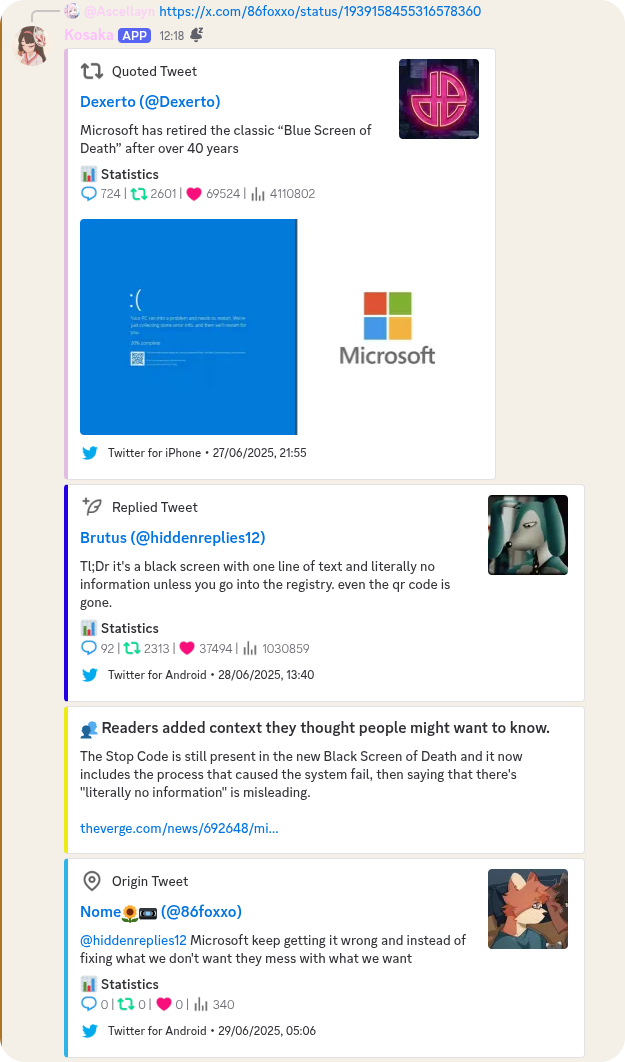 @Ascellayn https://x.com/86foxxo/status/1939158455316578360
Kosaka APP 12:18
Quoted Tweet
Dexerto (@Dexerto)
Microsoft has retired the classic “Blue Screen of
Death” after over 40 years
Statistics
724 | 2601 | 69524 | 4110802
:(
Your PC ran into a problem and needs to restart. We're
just collecting some error info, and then we'll restart for
you.
20% complete
Microsoft
Twitter for iPhone • 27/06/2025, 21:55
Replied Tweet
Brutus (@hiddenreplies12)
Tl;Dr it's a black screen with one line of text and literally no
information unless you go into the registry. even the qr code is
gone.
Statistics
92 | 2313 | 37494 | 1030859
Twitter for Android • 28/06/2025, 13:40
Readers added context they thought people might want to know.
The Stop Code is still present in the new Black Screen of Death and it now
includes the process that caused the system fail, then saying that there's
"literally no information" is misleading.
theverge.com/news/692648/mi…
Origin Tweet
Nome🌻📼 (@86foxxo)
@hiddenreplies12 Microsoft keep getting it wrong and instead of
fixing what we don't want they mess with what we want
Statistics
0 | 0 | 0 | 340
Twitter for Android • 29/06/2025, 05:06